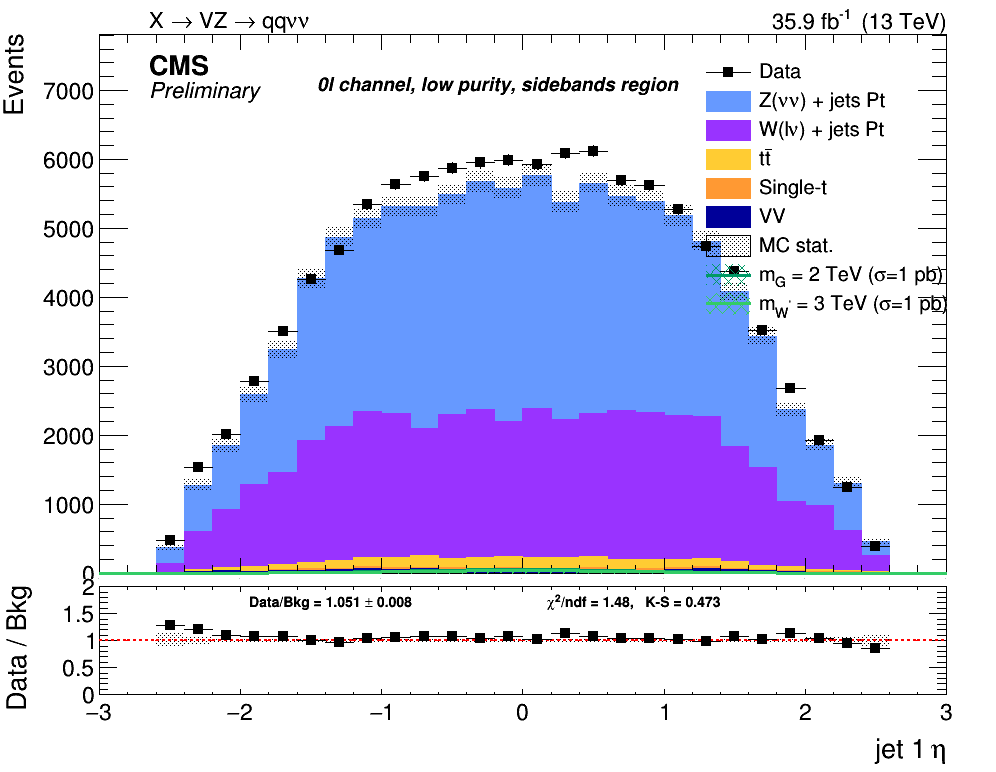 X → VZ → qqνν
35.9 fb⁻¹ (13 TeV)
Events
CMS
Preliminary
0l channel, low purity, sidebands region
Data
Z(νν) + jets Pt
W(lν) + jets Pt
tt̄
Single-t
VV
MC stat.
m_G = 2 TeV (σ=1 pb)
m_W' = 3 TeV (σ=1 pb)
7000
6000
5000
4000
3000
2000
1000
0
Data / Bkg
2
1.5
1
0.5
0
Data/Bkg = 1.051 ± 0.008
χ²/ndf = 1.48, K-S = 0.473
−3 −2 −1 0 1 2 3
jet 1 η